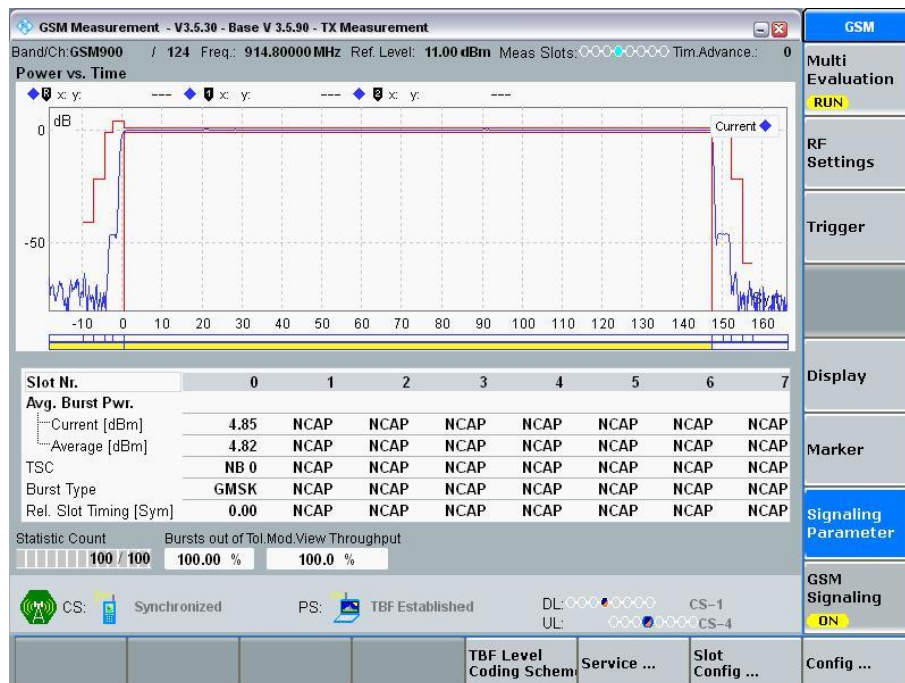 GSM Measurement - V3.5.30 - Base V 3.5.90 - TX Measurement
GSM
Band/Ch: GSM900 / 124 Freq.: 914.80000 MHz Ref. Level: 11.00 dBm Meas Slots: Tim.Advance.: 0
Power vs. Time
x: y: --- 1 x: y: --- 2 x: y: ---
dB
Current
0
-50
-10 0 10 20 30 40 50 60 70 80 90 100 110 120 130 140 150 160
Slot Nr. 0 1 2 3 4 5 6 7
Avg. Burst Pwr.
Current [dBm] 4.85 NCAP NCAP NCAP NCAP NCAP NCAP NCAP
Average [dBm] 4.82 NCAP NCAP NCAP NCAP NCAP NCAP NCAP
TSC NB 0 NCAP NCAP NCAP NCAP NCAP NCAP NCAP
Burst Type GMSK NCAP NCAP NCAP NCAP NCAP NCAP NCAP
Rel. Slot Timing [Sym] 0.00 NCAP NCAP NCAP NCAP NCAP NCAP NCAP
Statistic Count Bursts out of Tol. Mod.View Throughput
100 / 100 100.00 % 100.0 %
CS: Synchronized PS: TBF Established DL: CS-1
UL: CS-4
Multi
Evaluation
RUN
RF
Settings
Trigger
Display
Marker
Signaling
Parameter
GSM
Signaling
ON
TBF Level
Coding Schem
Service ...
Slot
Config ...
Config ...